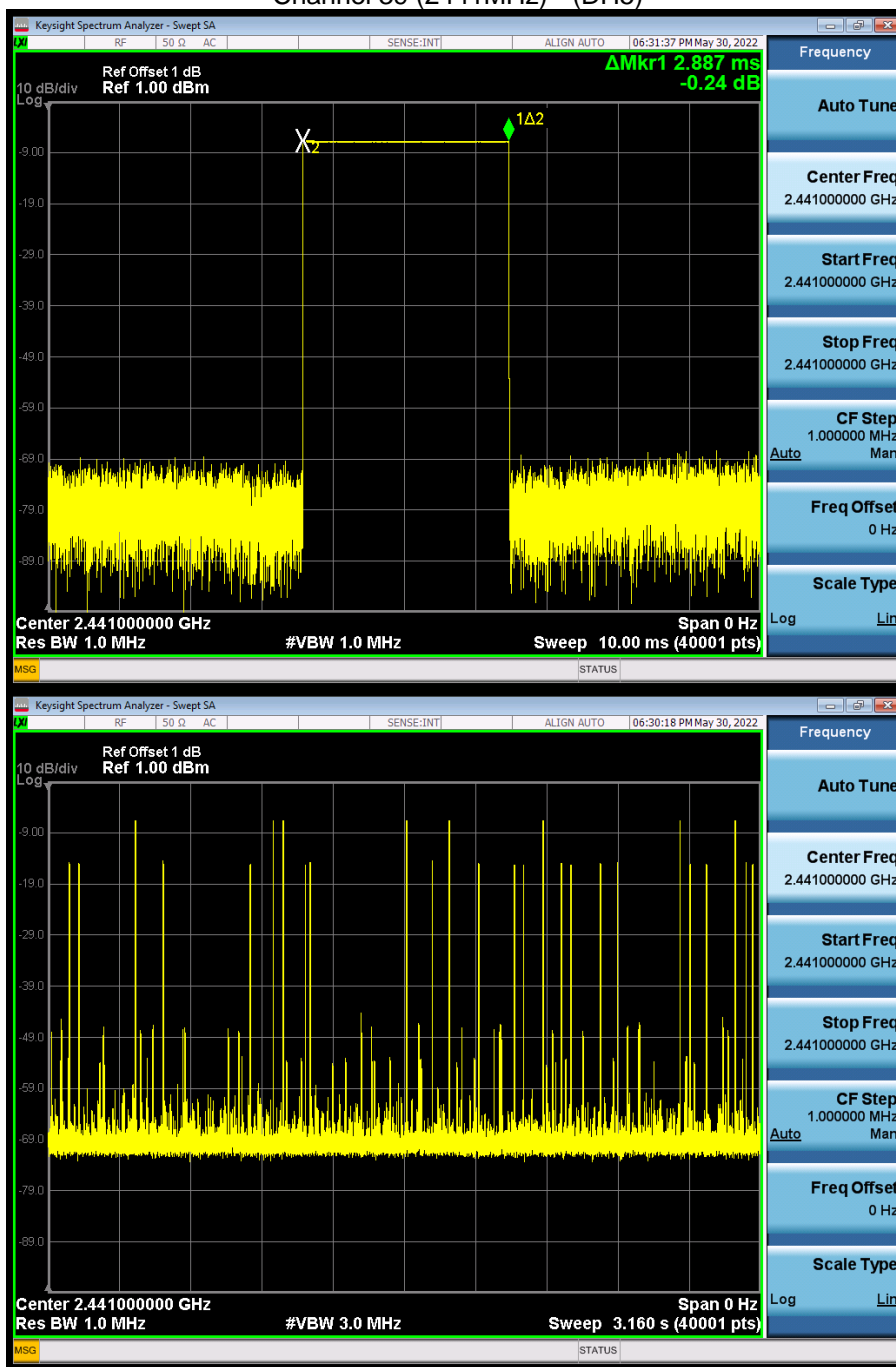 Channel 39 (2441MHz) - (DH5)
Keysight Spectrum Analyzer - Swept SA
LXI RF 50 Ω AC SENSE:INT ALIGN AUTO 06:31:37 PM May 30, 2022
Frequency
ΔMkr1 2.887 ms
-0.24 dB
Ref Offset 1 dB
10 dB/div Ref 1.00 dBm
Log
1Δ2
X2
-9.00
-19.0
-29.0
-39.0
-49.0
-59.0
-69.0
-79.0
-89.0
Center 2.441000000 GHz Span 0 Hz
Res BW 1.0 MHz #VBW 1.0 MHz Sweep 10.00 ms (40001 pts)
MSG STATUS
Auto Tune
Center Freq
2.441000000 GHz
Start Freq
2.441000000 GHz
Stop Freq
2.441000000 GHz
CF Step
1.000000 MHz
Auto Man
Freq Offset
0 Hz
Scale Type
Log Lin
Keysight Spectrum Analyzer - Swept SA
LXI RF 50 Ω AC SENSE:INT ALIGN AUTO 06:30:18 PM May 30, 2022
Frequency
Ref Offset 1 dB
10 dB/div Ref 1.00 dBm
Log
-9.00
-19.0
-29.0
-39.0
-49.0
-59.0
-69.0
-79.0
-89.0
Center 2.441000000 GHz Span 0 Hz
Res BW 1.0 MHz #VBW 3.0 MHz Sweep 3.160 s (40001 pts)
MSG STATUS
Auto Tune
Center Freq
2.441000000 GHz
Start Freq
2.441000000 GHz
Stop Freq
2.441000000 GHz
CF Step
1.000000 MHz
Auto Man
Freq Offset
0 Hz
Scale Type
Log Lin